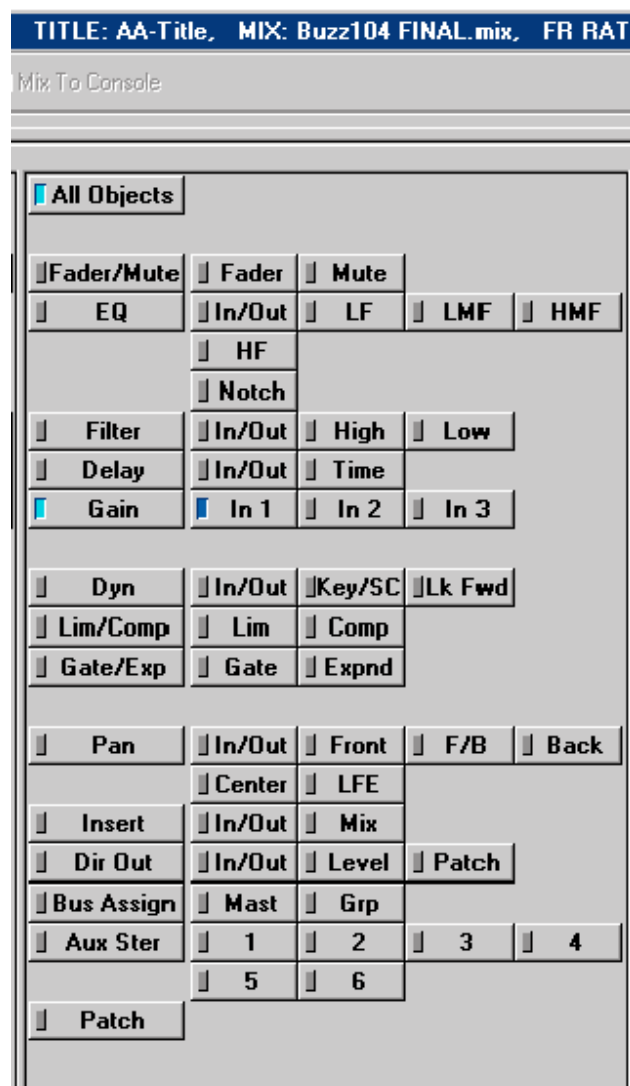 TITLE: AA-Title, MIX: Buzz104 FINAL.mix, FR RAT
Mix To Console
All Objects
Fader/Mute Fader Mute
EQ In/Out LF LMF HMF
HF
Notch
Filter In/Out High Low
Delay In/Out Time
Gain In 1 In 2 In 3
Dyn In/Out Key/SC Lk Fwd
Lim/Comp Lim Comp
Gate/Exp Gate Expnd
Pan In/Out Front F/B Back
Center LFE
Insert In/Out Mix
Dir Out In/Out Level Patch
Bus Assign Mast Grp
Aux Ster 1 2 3 4
5 6
Patch